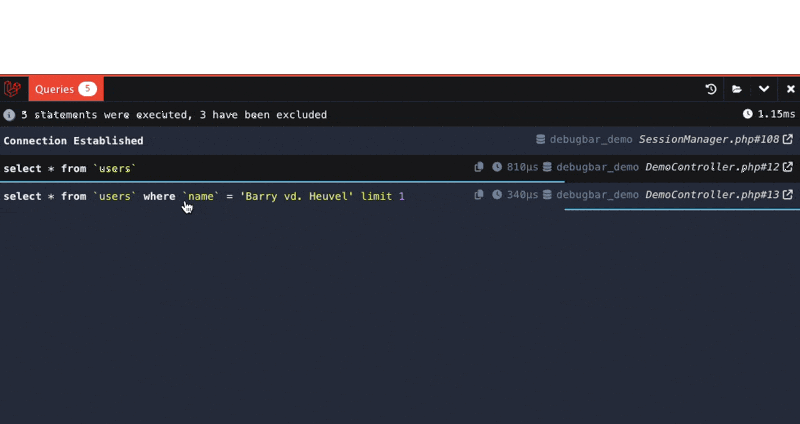 Queries 5
5 statements were executed, 3 have been excluded 1.15ms
Connection Established debugbar_demo SessionManager.php#108
select * from `users` 810μs debugbar_demo DemoController.php#12
select * from `users` where `name` = 'Barry vd. Heuvel' limit 1 340μs debugbar_demo DemoController.php#13